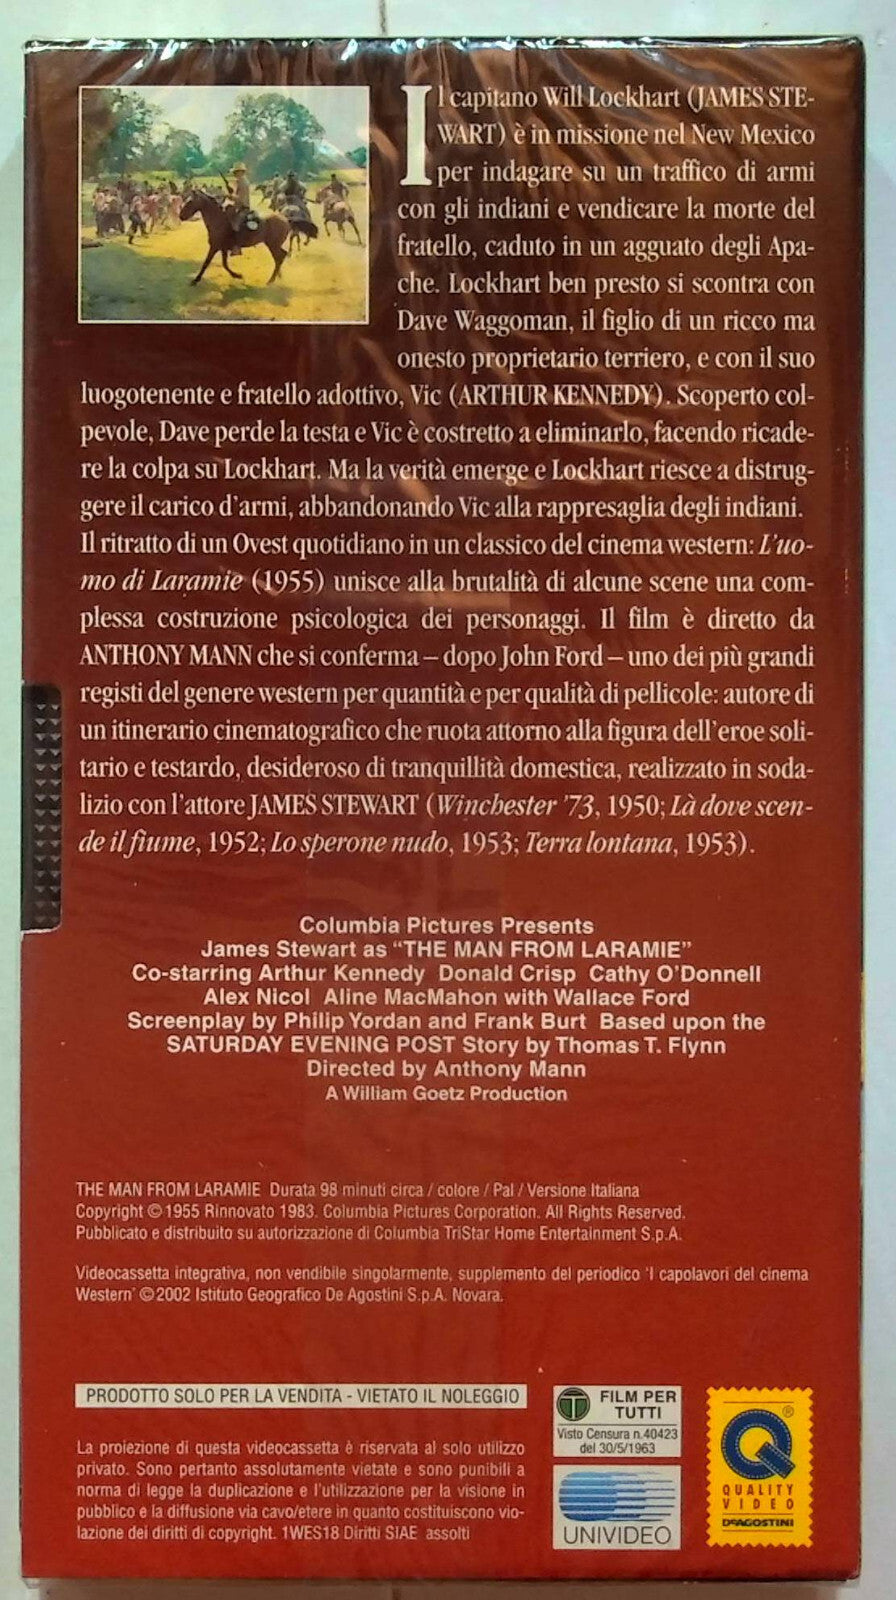 Il capitano Will Lockhart (JAMES STE-
WART) è in missione nel New Mexico
per indagare su un traffico di armi
con gli indiani e vendicare la morte del
fratello, caduto in un agguato degli Apa-
che. Lockhart ben presto si scontra con
Dave Waggoman, il figlio di un ricco ma
onesto proprietario terriero, e con il suo
luogotenente e fratello adottivo, Vic (ARTHUR KENNEDY). Scoperto col-
pevole, Dave perde la testa e Vic è costretto a eliminarlo, facendo ricade-
re la colpa su Lockhart. Ma la verità emerge e Lockhart riesce a distrug-
gere il carico d'armi, abbandonando Vic alla rappresaglia degli indiani.
Il ritratto di un Ovest quotidiano in un classico del cinema western: L'uo-
mo di Laramie (1955) unisce alla brutalità di alcune scene una com-
plessa costruzione psicologica dei personaggi. Il film è diretto da
ANTHONY MANN che si conferma – dopo John Ford – uno dei più grandi
registi del genere western per quantità e per qualità di pellicole: autore di
un itinerario cinematografico che ruota attorno alla figura dell'eroe soli-
tario e testardo, desideroso di tranquillità domestica, realizzato in soda-
lizio con l'attore JAMES STEWART (Winchester '73, 1950; Là dove scen-
de il fiume, 1952; Lo sperone nudo, 1953; Terra lontana, 1953).
Columbia Pictures Presents
James Stewart as “THE MAN FROM LARAMIE”
Co-starring Arthur Kennedy Donald Crisp Cathy O'Donnell
Alex Nicol Aline MacMahon with Wallace Ford
Screenplay by Philip Yordan and Frank Burt Based upon the
SATURDAY EVENING POST Story by Thomas T. Flynn
Directed by Anthony Mann
A William Goetz Production
THE MAN FROM LARAMIE Durata 98 minuti circa / colore / Pal / Versione Italiana
Copyright © 1955 Rinnovato 1983. Columbia Pictures Corporation. All Rights Reserved.
Pubblicato e distribuito su autorizzazione di Columbia TriStar Home Entertainment S.p.A.
Videocassetta integrativa, non vendibile singolarmente, supplemento del periodico 'I capolavori del cinema
Western' © 2002 Istituto Geografico De Agostini S.p.A. Novara.
PRODOTTO SOLO PER LA VENDITA - VIETATO IL NOLEGGIO
La proiezione di questa videocassetta è riservata al solo utilizzo
privato. Sono pertanto assolutamente vietate e sono punibili a
norma di legge la duplicazione e l'utilizzazione per la visione in
pubblico e la diffusione via cavo/etere in quanto costituiscono vio-
lazione dei diritti di copyright. 1WES18 Diritti SIAE assolti
T FILM PER
TUTTI
Visto Censura n.40423
del 30/5/1963
UNIVIDEO
Q ®
QUALITY
VIDEO
DeAGOSTINI